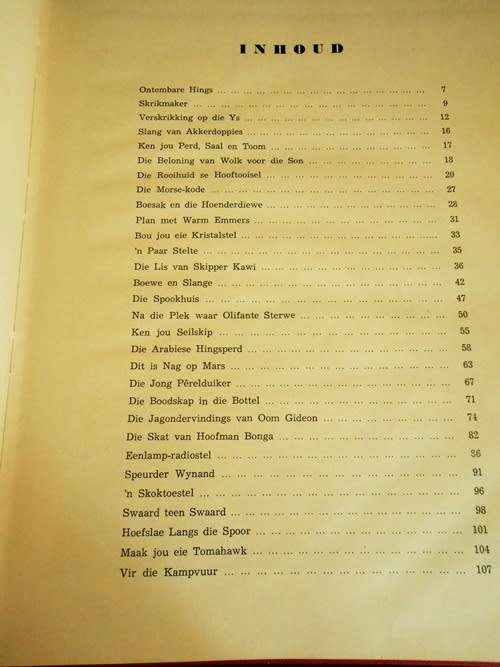 INHOUD
Ontembare Hings ... ... ... ... ... ... ... ... ... ... ... ... ... ... ... ... 7
Skrikmaker ... ... ... ... ... ... ... ... ... ... ... ... ... ... ... ... ... ... 9
Verskrikking op die Ys ... ... ... ... ... ... ... ... ... ... ... ... ... ... 12
Slang van Akkerdoppies ... ... ... ... ... ... ... ... ... ... ... ... ... ... 16
Ken jou Perd, Saal en Toom ... ... ... ... ... ... ... ... ... ... ... ... 17
Die Beloning van Wolk voor die Son ... ... ... ... ... ... ... ... ... ... 18
Die Rooihuid se Hooftooisel ... ... ... ... ... ... ... ... ... ... ... ... ... 20
Die Morse-kode ... ... ... ... ... ... ... ... ... ... ... ... ... ... ... ... ... 27
Boesak en die Hoenderdiewe ... ... ... ... ... ... ... ... ... ... ... ... 28
Plan met Warm Emmers ... ... ... ... ... ... ... ... ... ... ... ... ... ... 31
Bou jou eie Kristalstel ... ... ... ... ... ... ... ... ... ... ... ... ... ... ... 33
'n Paar Stelte ... ... ... ... ... ... ... ... ... ... ... ... ... ... ... ... ... 35
Die Lis van Skipper Kawi ... ... ... ... ... ... ... ... ... ... ... ... ... 36
Boewe en Slange ... ... ... ... ... ... ... ... ... ... ... ... ... ... ... ... 42
Die Spookhuis ... ... ... ... ... ... ... ... ... ... ... ... ... ... ... ... ... 47
Na die Plek waar Olifante Sterwe ... ... ... ... ... ... ... ... ... ... 50
Ken jou Seilskip ... ... ... ... ... ... ... ... ... ... ... ... ... ... ... ... 55
Die Arabiese Hingsperd ... ... ... ... ... ... ... ... ... ... ... ... ... ... 58
Dit is Nag op Mars ... ... ... ... ... ... ... ... ... ... ... ... ... ... ... 63
Die Jong Pêrelduiker ... ... ... ... ... ... ... ... ... ... ... ... ... ... ... 67
Die Boodskap in die Bottel ... ... ... ... ... ... ... ... ... ... ... ... ... 71
Die Jagondervindings van Oom Gideon ... ... ... ... ... ... ... ... ... 74
Die Skat van Hoofman Bonga ... ... ... ... ... ... ... ... ... ... ... ... 82
Eenlamp-radiostel ... ... ... ... ... ... ... ... ... ... ... ... ... ... ... ... 86
Speurder Wynand ... ... ... ... ... ... ... ... ... ... ... ... ... ... ... ... 91
'n Skoktoestel ... ... ... ... ... ... ... ... ... ... ... ... ... ... ... ... ... 96
Swaard teen Swaard ... ... ... ... ... ... ... ... ... ... ... ... ... ... ... 98
Hoefslae Langs die Spoor ... ... ... ... ... ... ... ... ... ... ... ... ... 101
Maak jou eie Tomahawk ... ... ... ... ... ... ... ... ... ... ... ... ... 104
Vir die Kampvuur ... ... ... ... ... ... ... ... ... ... ... ... ... ... ... 107